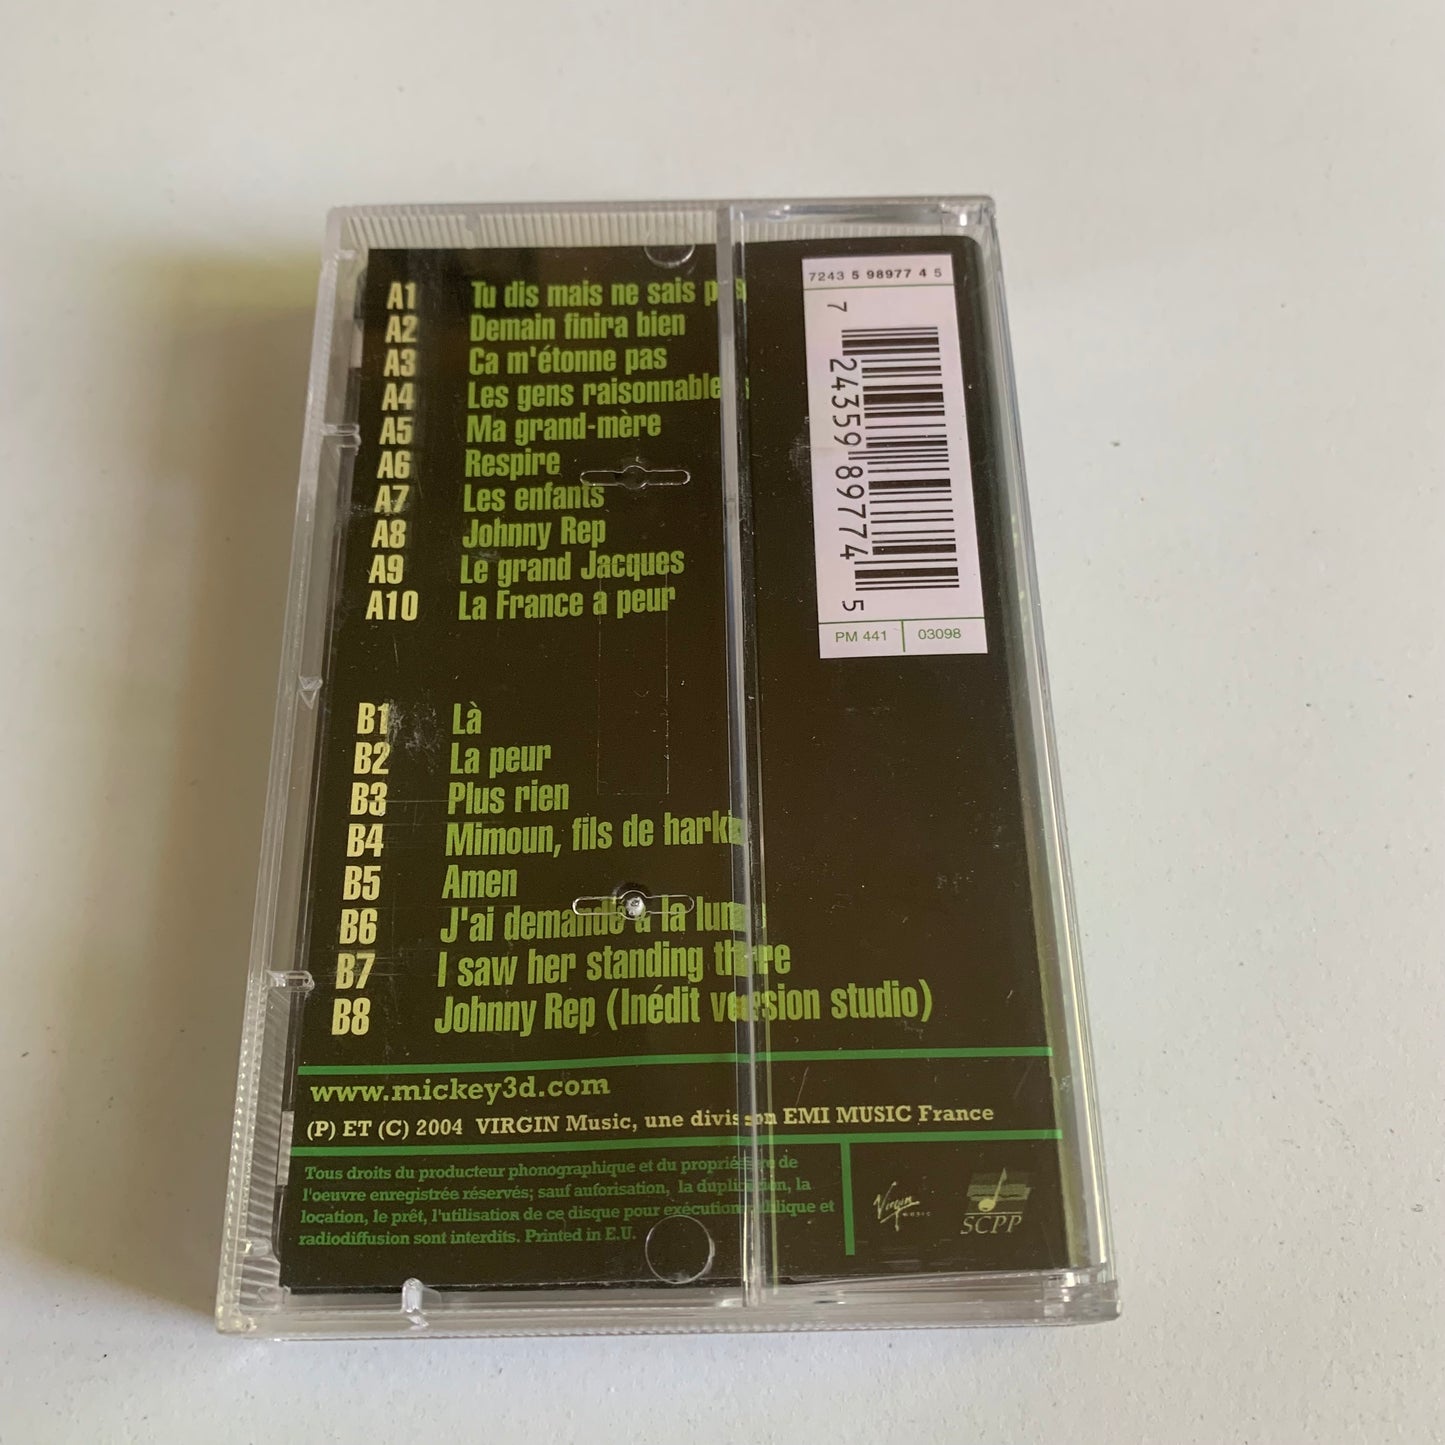 A1 Tu dis mais ne sais pas
A2 Demain finira bien
A3 Ca m'étonne pas
A4 Les gens raisonnables
A5 Ma grand-mère
A6 Respire
A7 Les enfants
A8 Johnny Rep
A9 Le grand Jacques
A10 La France a peur
B1 Là
B2 La peur
B3 Plus rien
B4 Mimoun, fils de harki
B5 Amen
B6 J'ai demandé à la lune
B7 I saw her standing there
B8 Johnny Rep (Inédit version studio)
7243 5 98977 4 5
7 24359 89774 5
PM 441 03098
www.mickey3d.com
(P) ET (C) 2004 VIRGIN Music, une division EMI MUSIC France
Tous droits du producteur phonographique et du propriétaire de
l'oeuvre enregistrée réservés; sauf autorisation, la duplication, la
location, le prêt, l'utilisation de ce disque pour exécution publique et
radiodiffusion sont interdits. Printed in E.U.
Virgin
MUSIC
SCPP